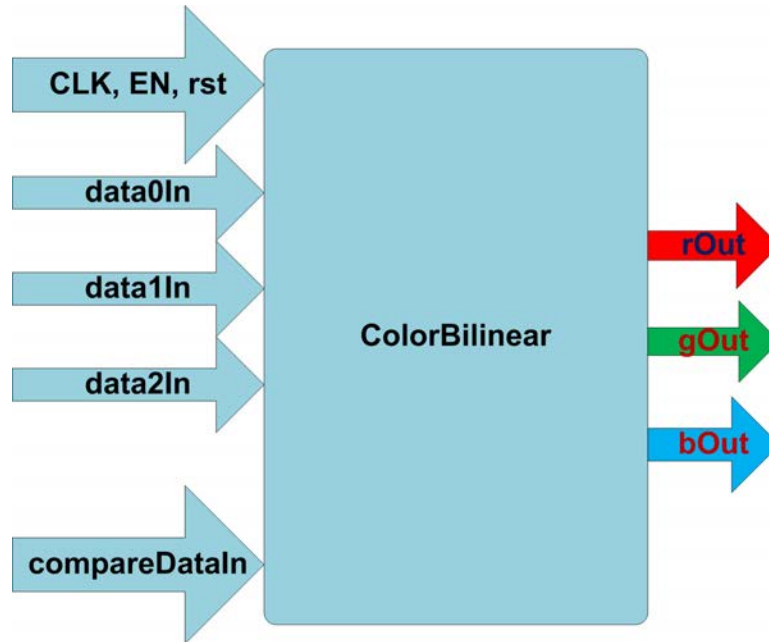 CLK, EN, rst
data0In
data1In
data2In
compareDataIn
ColorBilinear
rOut
gOut
bOut